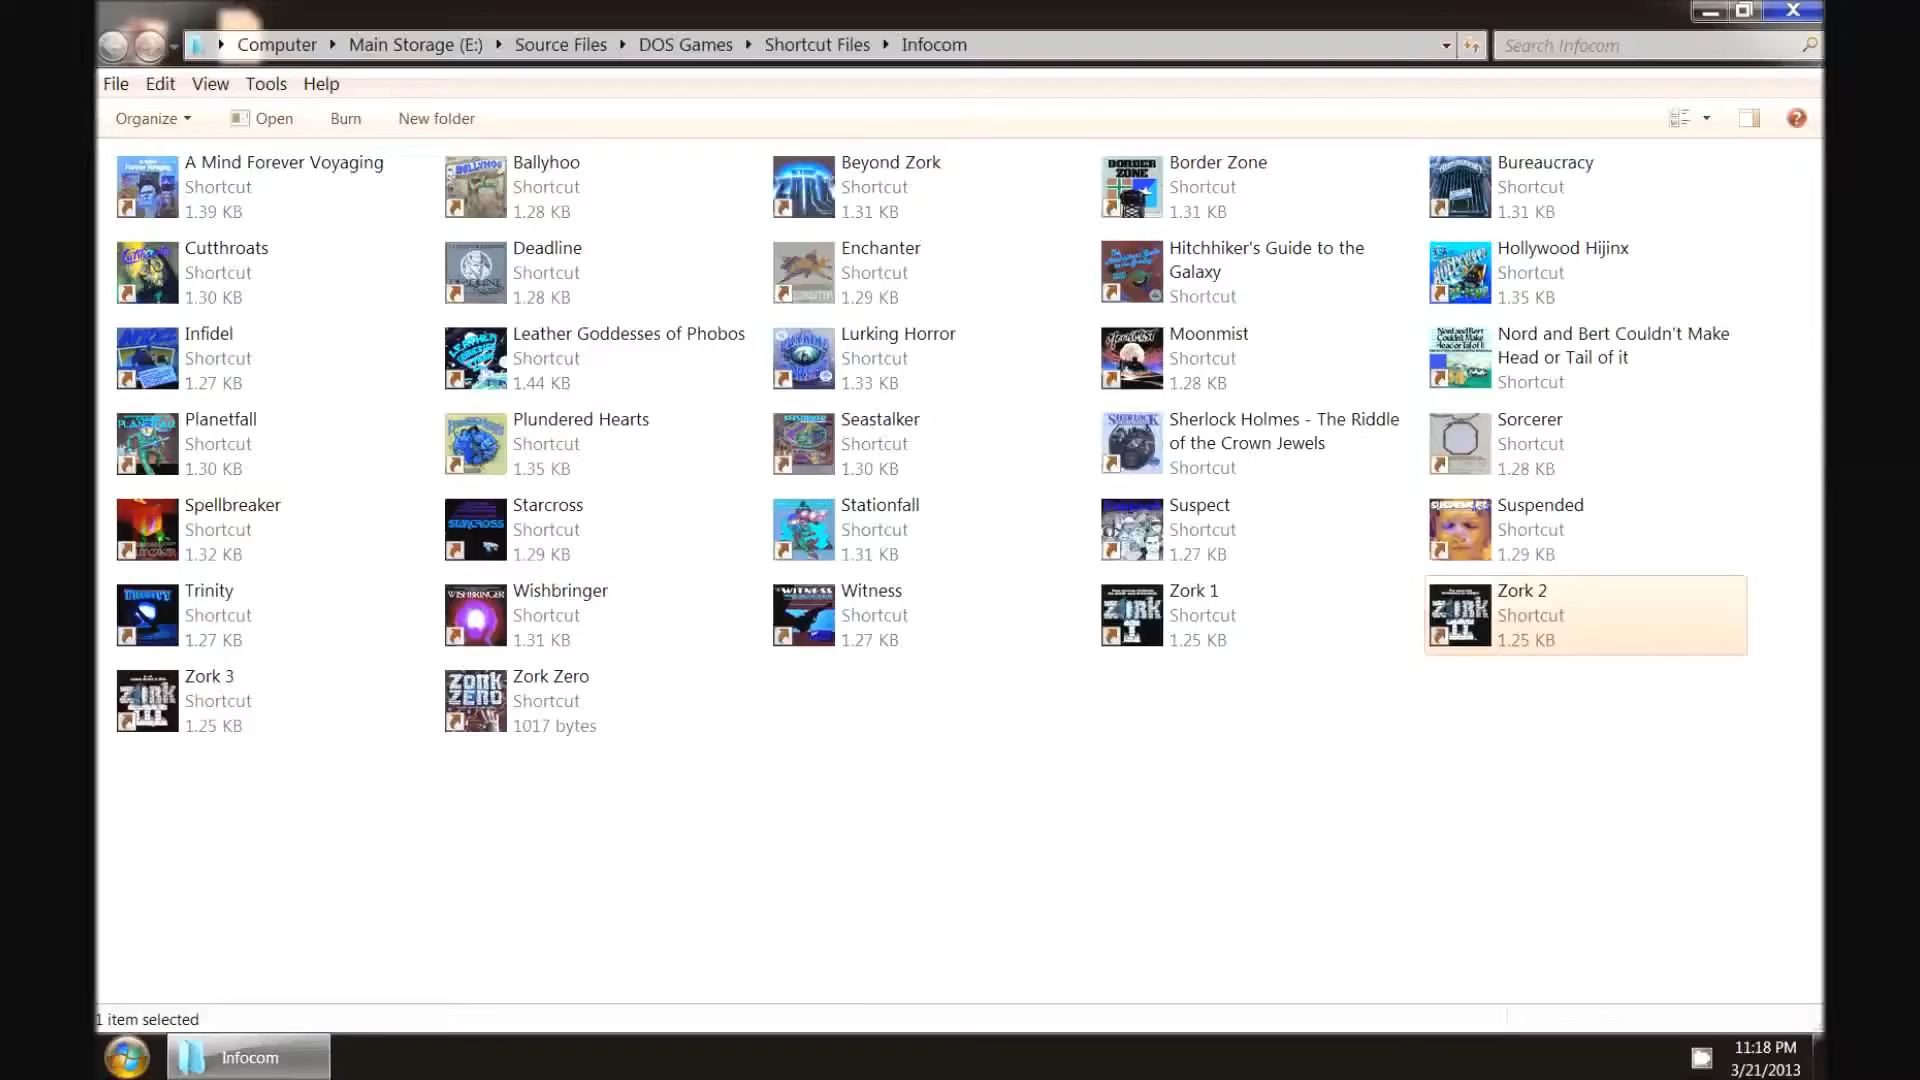 Computer Main Storage (E:) Source Files DOS Games Shortcut Files Infocom
Search Infocom
File Edit View Tools Help
Organize Open Burn New folder
A Mind Forever Voyaging
Shortcut
1.39 KB
Ballyhoo
Shortcut
1.28 KB
Beyond Zork
Shortcut
1.31 KB
Border Zone
Shortcut
1.31 KB
Bureaucracy
Shortcut
1.31 KB
Cutthroats
Shortcut
1.30 KB
Deadline
Shortcut
1.28 KB
Enchanter
Shortcut
1.29 KB
Hitchhiker's Guide to the
Galaxy
Shortcut
Hollywood Hijinx
Shortcut
1.35 KB
Infidel
Shortcut
1.27 KB
Leather Goddesses of Phobos
Shortcut
1.44 KB
Lurking Horror
Shortcut
1.33 KB
Moonmist
Shortcut
1.28 KB
Nord and Bert Couldn't Make
Head or Tail of it
Shortcut
Planetfall
Shortcut
1.30 KB
Plundered Hearts
Shortcut
1.35 KB
Seastalker
Shortcut
1.30 KB
Sherlock Holmes - The Riddle
of the Crown Jewels
Shortcut
Sorcerer
Shortcut
1.28 KB
Spellbreaker
Shortcut
1.32 KB
Starcross
Shortcut
1.29 KB
Stationfall
Shortcut
1.31 KB
Suspect
Shortcut
1.27 KB
Suspended
Shortcut
1.29 KB
Trinity
Shortcut
1.27 KB
Wishbringer
Shortcut
1.31 KB
Witness
Shortcut
1.27 KB
Zork 1
Shortcut
1.25 KB
Zork 2
Shortcut
1.25 KB
Zork 3
Shortcut
1.25 KB
Zork Zero
Shortcut
1017 bytes
1 item selected
Infocom
11:18 PM
3/21/2013